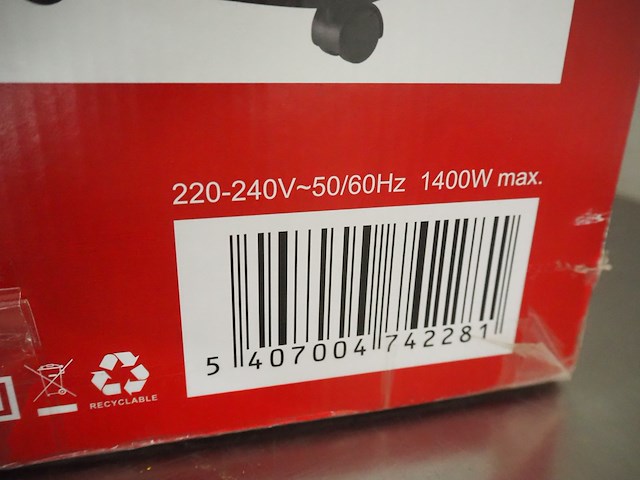 220-240V~50/60Hz 1400W max.
5 407004 742281
RECYCLABLE